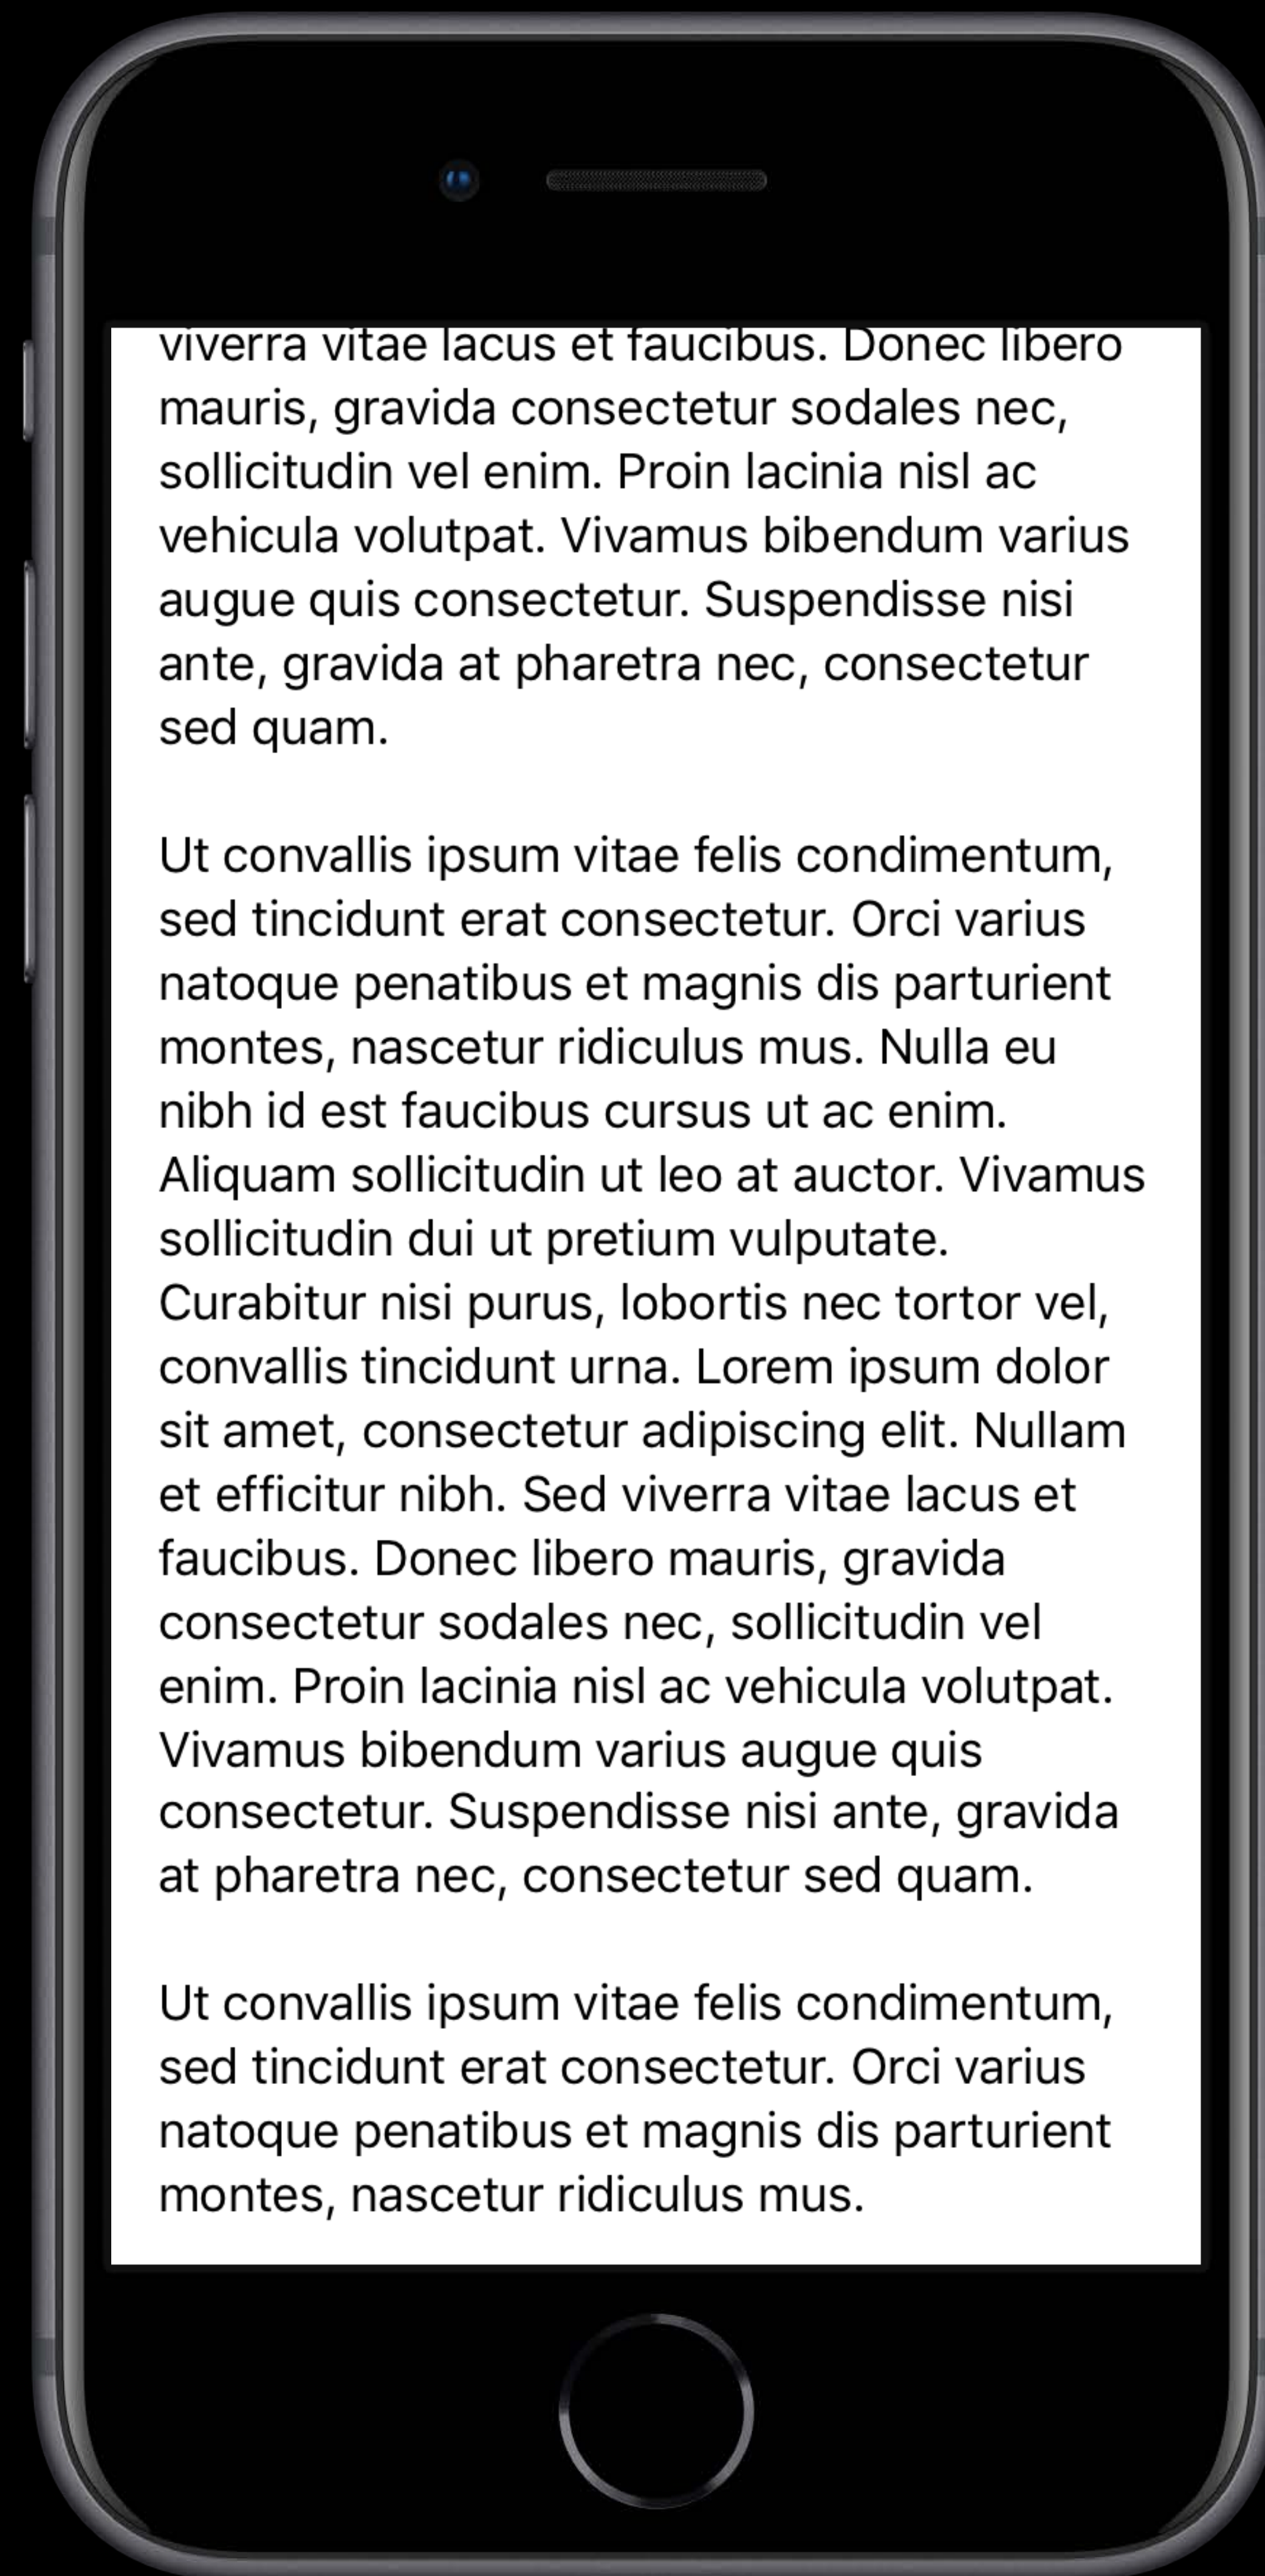 viverra vitae lacus et faucibus. Donec libero
mauris, gravida consectetur sodales nec,
sollicitudin vel enim. Proin lacinia nisl ac
vehicula volutpat. Vivamus bibendum varius
augue quis consectetur. Suspendisse nisi
ante, gravida at pharetra nec, consectetur
sed quam.

Ut convallis ipsum vitae felis condimentum,
sed tincidunt erat consectetur. Orci varius
natoque penatibus et magnis dis parturient
montes, nascetur ridiculus mus. Nulla eu
nibh id est faucibus cursus ut ac enim.
Aliquam sollicitudin ut leo at auctor. Vivamus
sollicitudin dui ut pretium vulputate.
Curabitur nisi purus, lobortis nec tortor vel,
convallis tincidunt urna. Lorem ipsum dolor
sit amet, consectetur adipiscing elit. Nullam
et efficitur nibh. Sed viverra vitae lacus et
faucibus. Donec libero mauris, gravida
consectetur sodales nec, sollicitudin vel
enim. Proin lacinia nisl ac vehicula volutpat.
Vivamus bibendum varius augue quis
consectetur. Suspendisse nisi ante, gravida
at pharetra nec, consectetur sed quam.

Ut convallis ipsum vitae felis condimentum,
sed tincidunt erat consectetur. Orci varius
natoque penatibus et magnis dis parturient
montes, nascetur ridiculus mus.